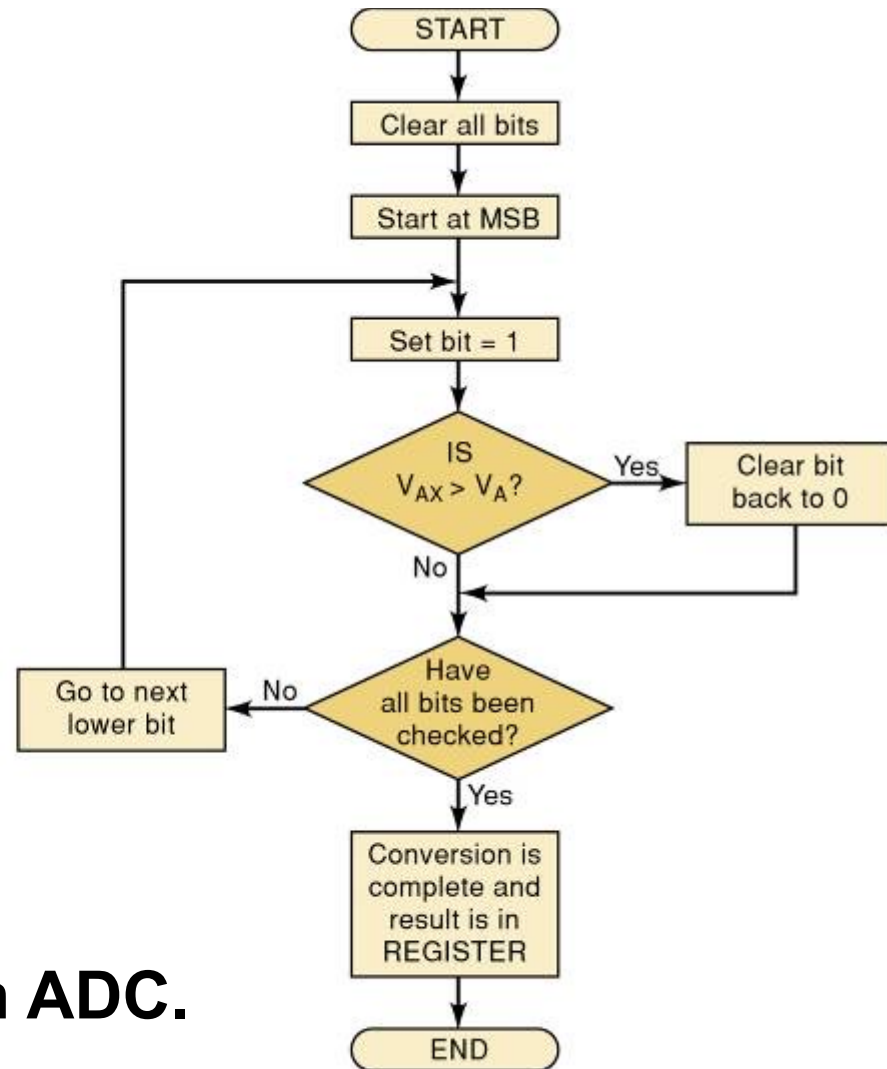 START
Clear all bits
Start at MSB
Set bit = 1
IS
V_AX > V_A?
Yes
Clear bit
back to 0
No
Have
all bits been
checked?
No
Go to next
lower bit
Yes
Conversion is
complete and
result is in
REGISTER
ADC.
END